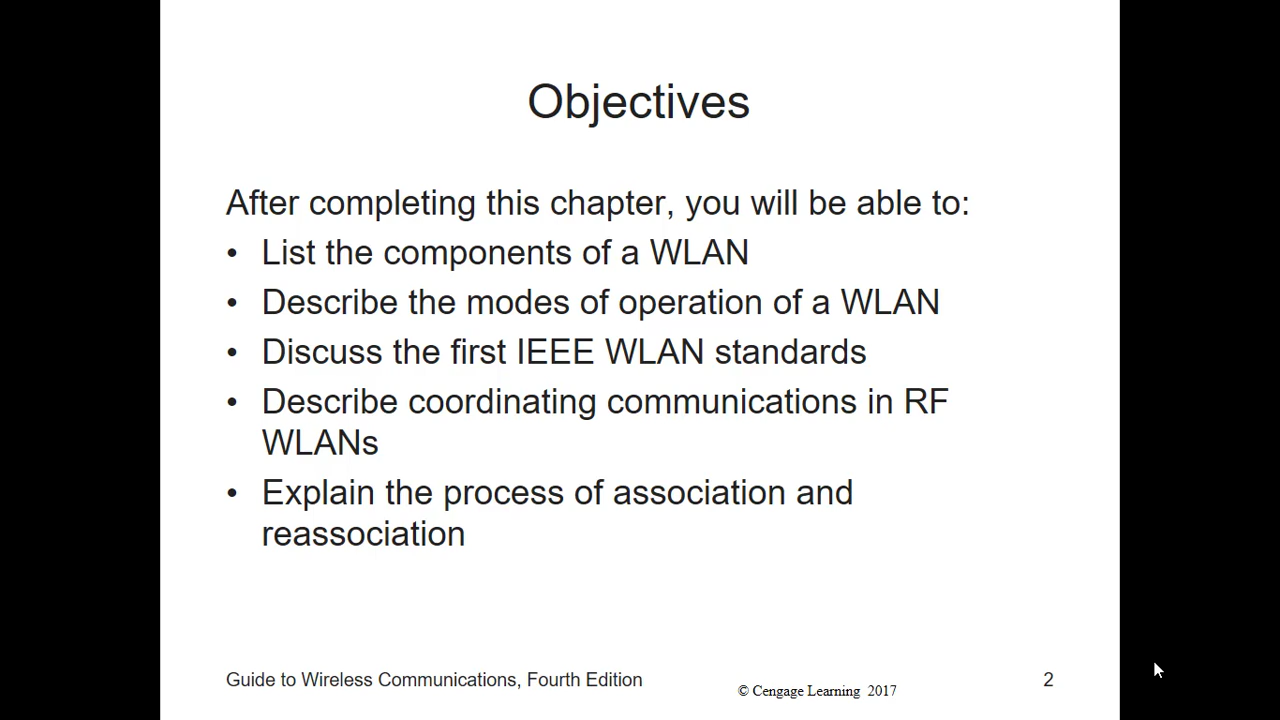 Objectives
After completing this chapter, you will be able to:
• List the components of a WLAN
• Describe the modes of operation of a WLAN
• Discuss the first IEEE WLAN standards
• Describe coordinating communications in RF
WLANs
• Explain the process of association and
reassociation
Guide to Wireless Communications, Fourth Edition
© Cengage Learning 2017
2